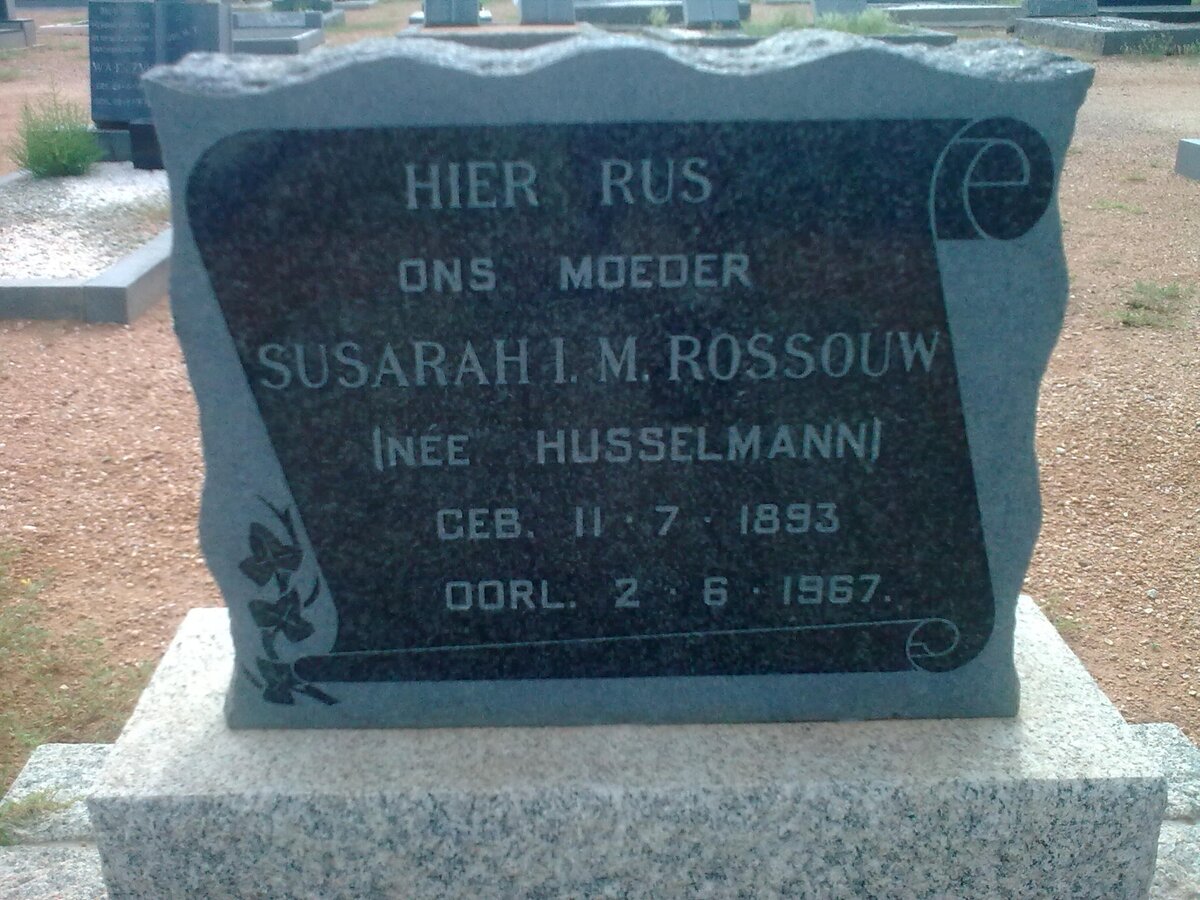 HIER RUS
ONS MOEDER
SUSARAH I. M. ROSSOUW
(NÉE HUSSELMANN)
GEB. 11 · 7 · 1893
OORL. 2 · 6 · 1967.